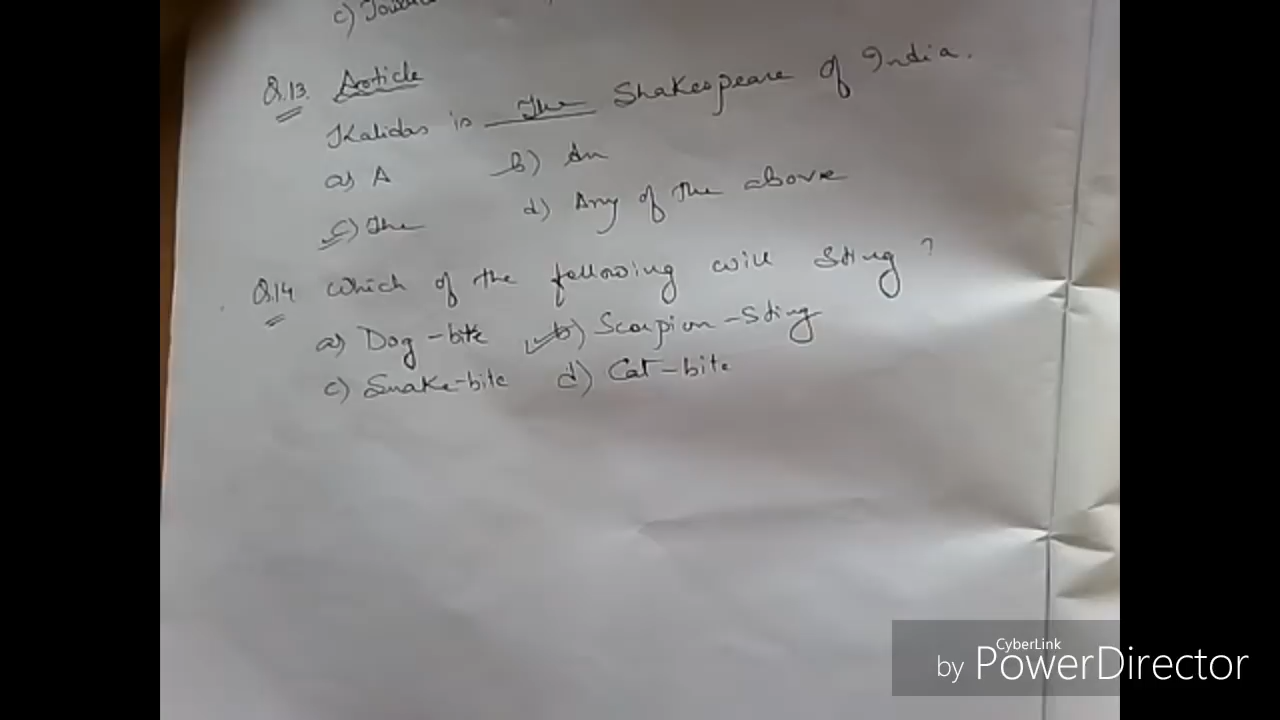 c)
Q.13. Article
Kalidas is The Shakespeare of India.
a) A b) An
c) The d) Any of the above
Q.14 Which of the following will Sting?
a) Dog-bite b) Scorpion-Sting
c) Snake-bite d) Cat-bite
CyberLink
by PowerDirector